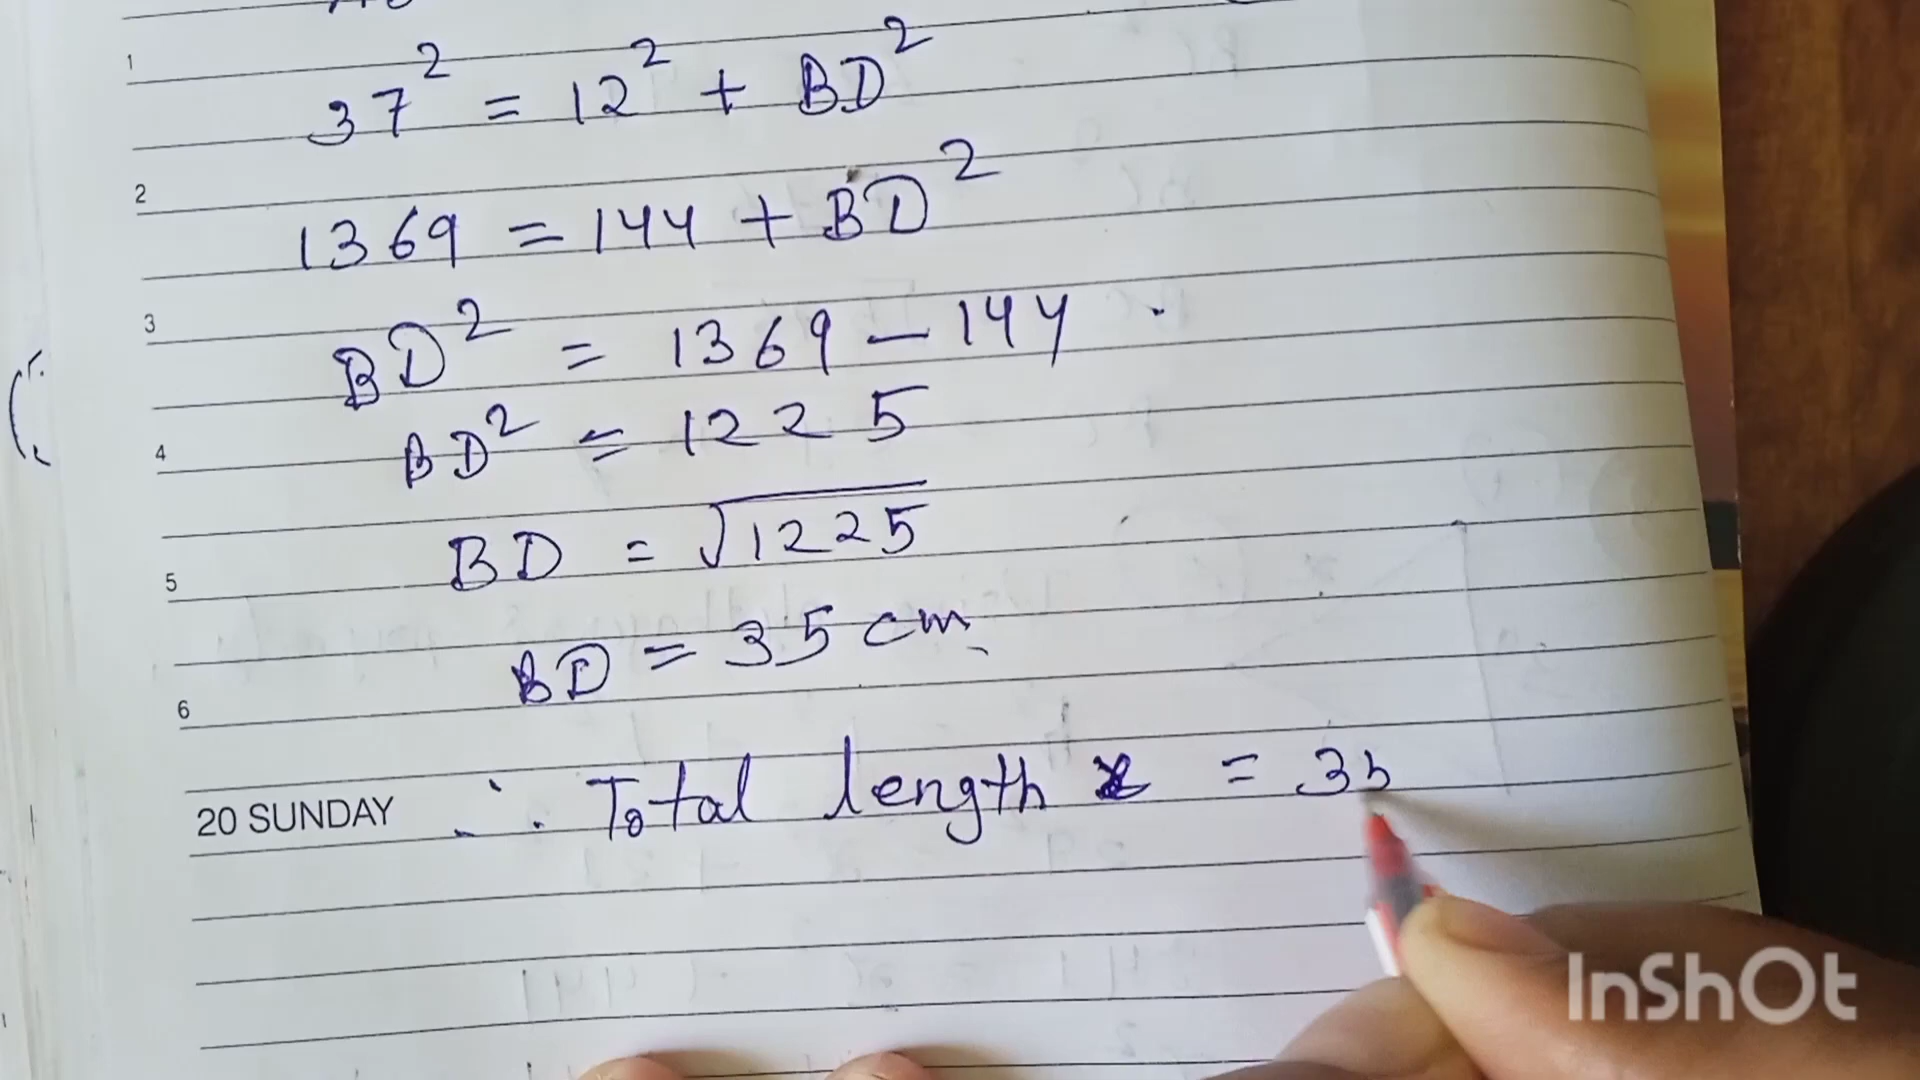 1
37² = 12² + BD²
2
1369 = 144 + BD²
3
BD² = 1369 - 144
4
BD² = 1225
BD = √1225
5
BD = 35 cm
6
20 SUNDAY ∴ Total length x = 35
InShOt